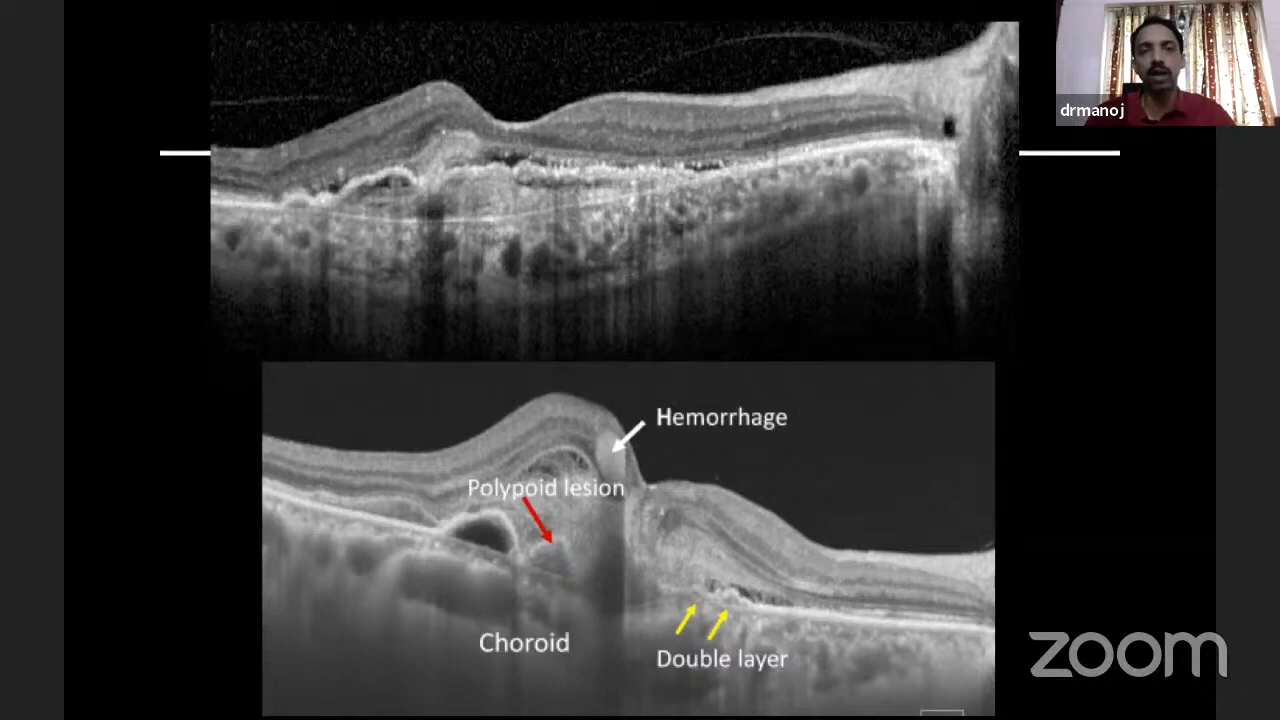 drmanoj
Hemorrhage
Polypoid lesion
Choroid
Double layer
zoom